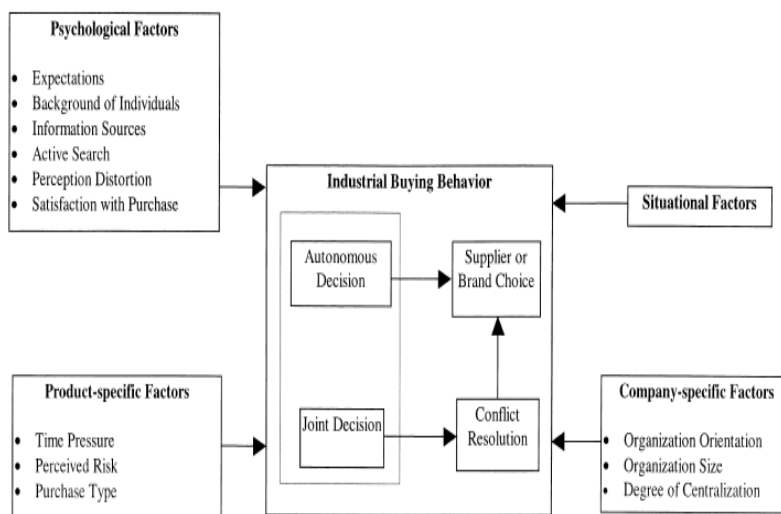 Psychological Factors
• Expectations
• Background of Individuals
• Information Sources
• Active Search
• Perception Distortion
• Satisfaction with Purchase
Industrial Buying Behavior
Situational Factors
Autonomous
Decision
Supplier or
Brand Choice
Product-specific Factors
• Time Pressure
• Perceived Risk
• Purchase Type
Joint Decision
Conflict
Resolution
Company-specific Factors
• Organization Orientation
• Organization Size
• Degree of Centralization